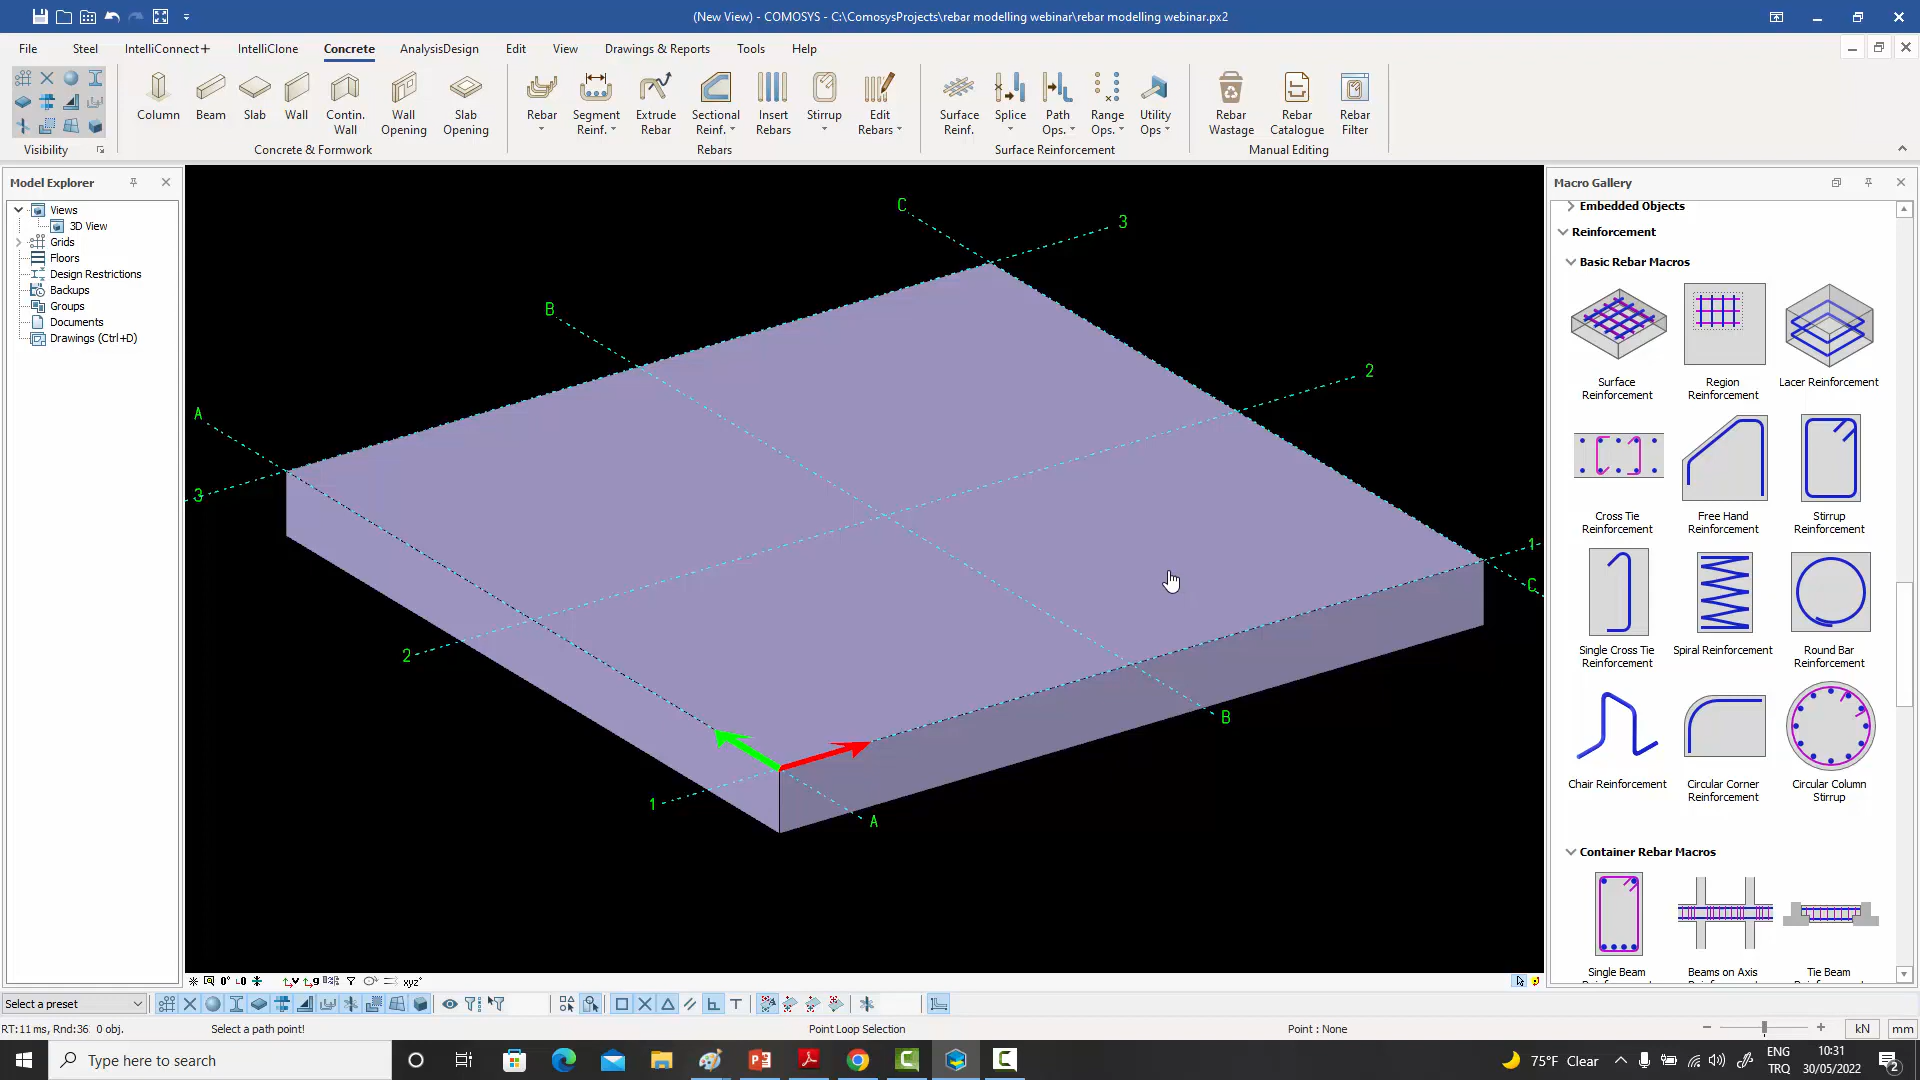 (New View) - COMOSYS - C:\ComosysProjects\rebar modelling webinar\rebar modelling webinar.px2
File Steel IntelliConnect+ IntelliClone Concrete AnalysisDesign Edit View Drawings & Reports Tools Help
Visibility
Column Beam Slab Wall Contin. Wall Wall Opening Slab Opening
Concrete & Formwork
Rebar Segment Reinf. Extrude Rebar Sectional Reinf. Insert Rebars Stirrup Edit Rebars
Rebars
Surface Reinf. Splice Path Ops. Range Ops. Utility Ops
Surface Reinforcement
Rebar Wastage Rebar Catalogue Rebar Filter
Manual Editing
Model Explorer
Views
3D View
Grids
Floors
Design Restrictions
Backups
Groups
Documents
Drawings (Ctrl+D)
C
3
B
2
A
3
1
C
2
B
1
A
Macro Gallery
Embedded Objects
Reinforcement
Basic Rebar Macros
Surface Reinforcement
Region Reinforcement
Lacer Reinforcement
Cross Tie Reinforcement
Free Hand Reinforcement
Stirrup Reinforcement
Single Cross Tie Reinforcement
Spiral Reinforcement
Round Bar Reinforcement
Chair Reinforcement
Circular Corner Reinforcement
Circular Column Stirrup
Container Rebar Macros
Single Beam
Beams on Axis
Tie Beam
Select a preset
RT:11 ms, Rnd:36 0 obj. Select a path point! Point Loop Selection Point : None kN mm
Type here to search
75°F Clear
ENG
TRQ
10:31
30/05/2022
2